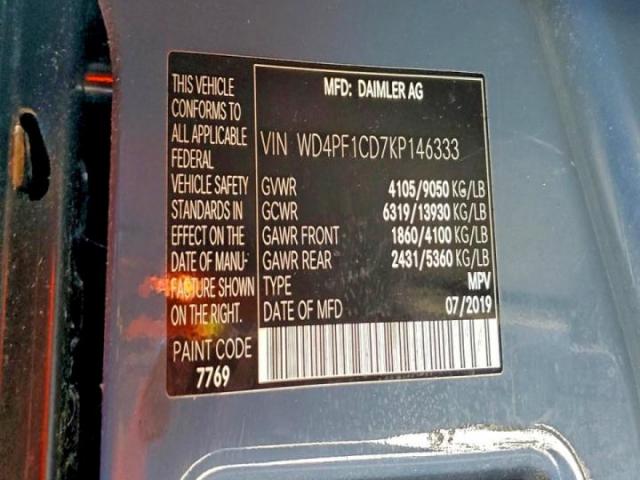 THIS VEHICLE
CONFORMS TO
ALL APPLICABLE
FEDERAL
VEHICLE SAFETY
STANDARDS IN
EFFECT ON THE
DATE OF MANU-
FACTURE SHOWN
ON THE RIGHT.
PAINT CODE
7769
MFD: DAIMLER AG
VIN WD4PF1CD7KP146333
GVWR 4105/9050 KG/LB
GCWR 6319/13930 KG/LB
GAWR FRONT 1860/4100 KG/LB
GAWR REAR 2431/5360 KG/LB
TYPE MPV
DATE OF MFD 07/2019